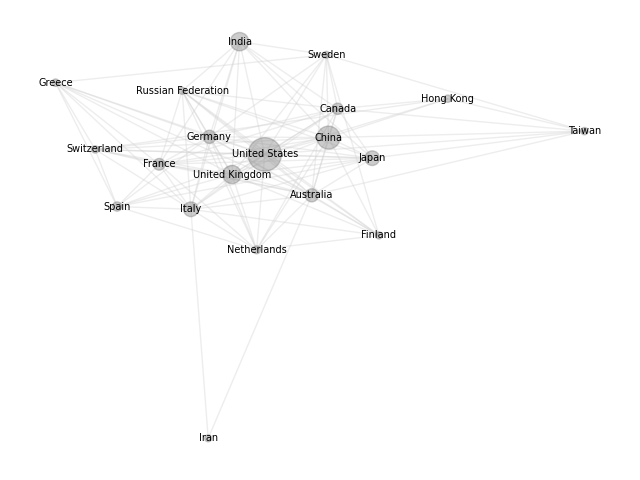 India
Sweden
Greece
Russian Federation
Hong Kong
Canada
Taiwan
Germany
China
Switzerland
United States
Japan
France
United Kingdom
Australia
Spain
Italy
Finland
Netherlands
Iran